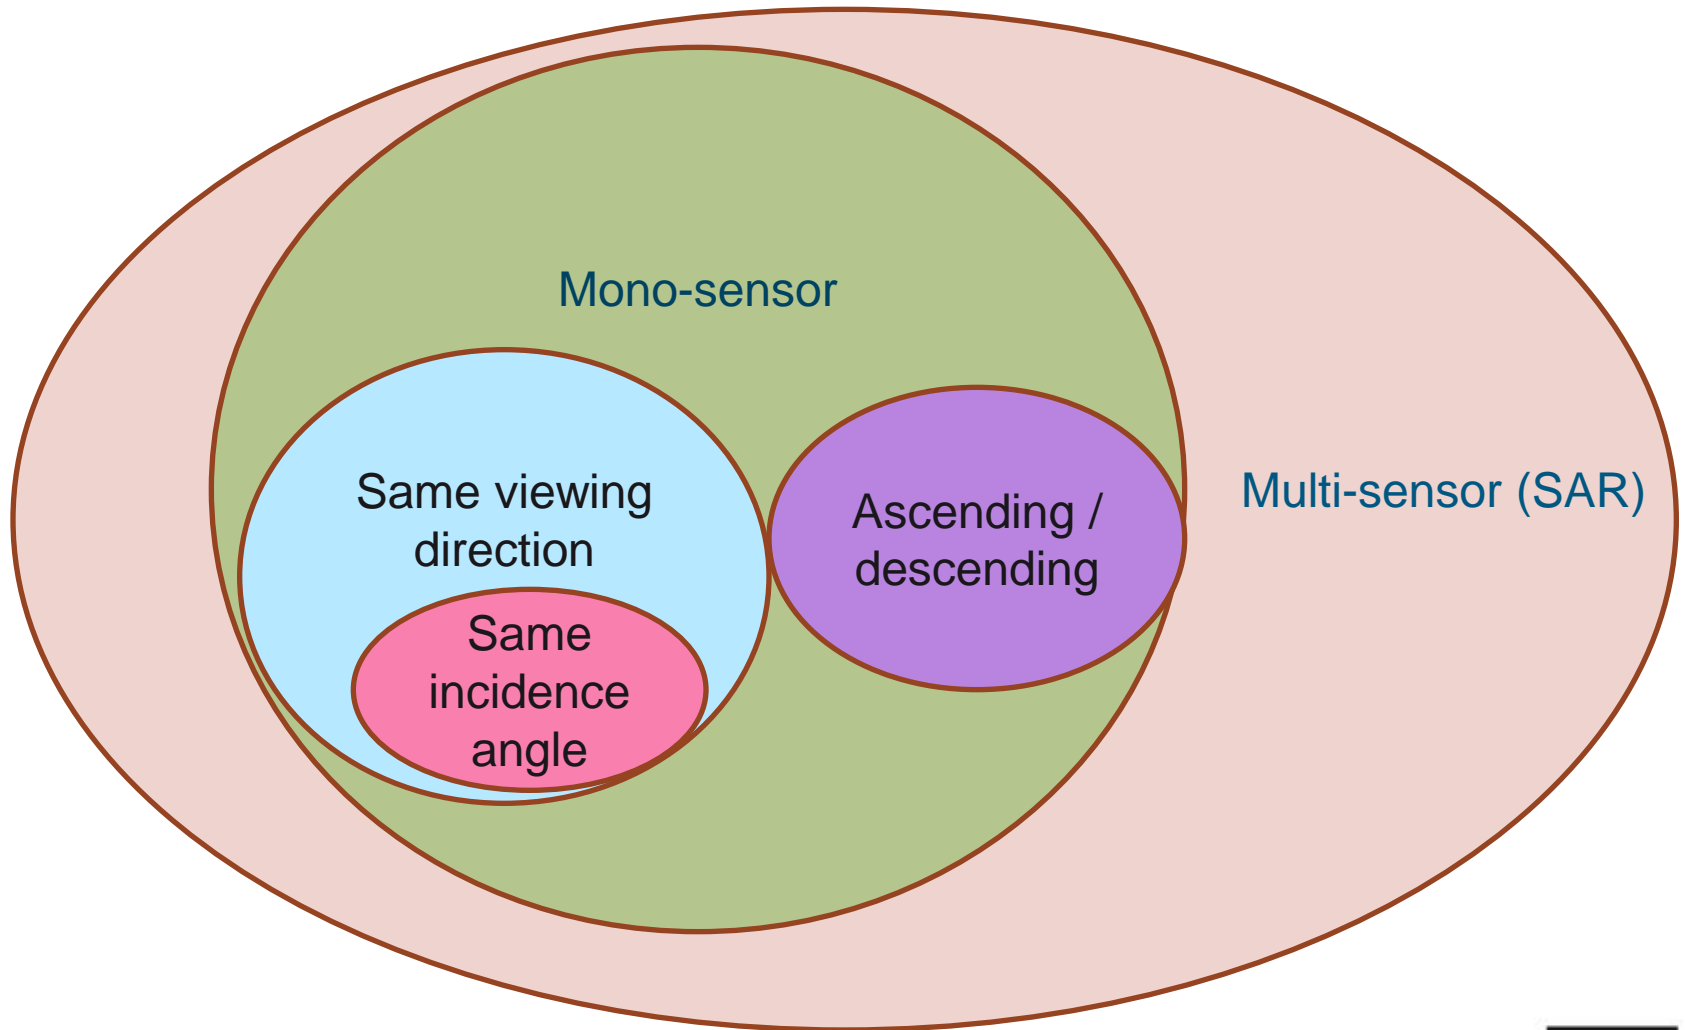 Mono-sensor
Same viewing
direction
Ascending /
descending
Multi-sensor (SAR)
Same
incidence
angle